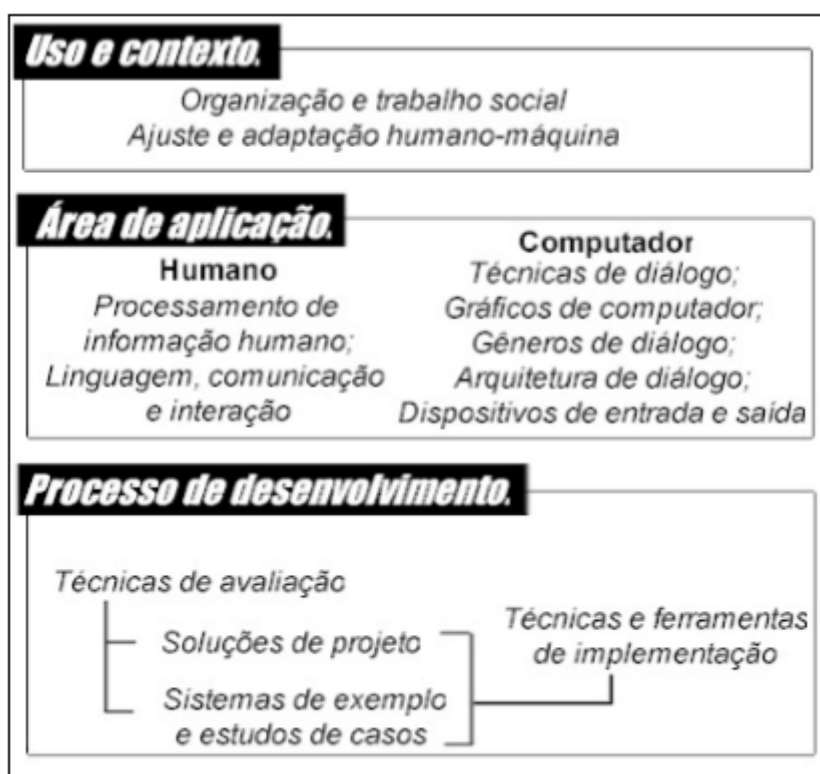 Uso e contexto.
Organização e trabalho social
Ajuste e adaptação humano-máquina
Área de aplicação.
Humano
Processamento de
informação humano;
Linguagem, comunicação
e interação
Computador
Técnicas de diálogo;
Gráficos de computador;
Gêneros de diálogo;
Arquitetura de diálogo;
Dispositivos de entrada e saída
Processo de desenvolvimento.
Técnicas de avaliação
Soluções de projeto
Sistemas de exemplo
e estudos de casos
Técnicas e ferramentas
de implementação